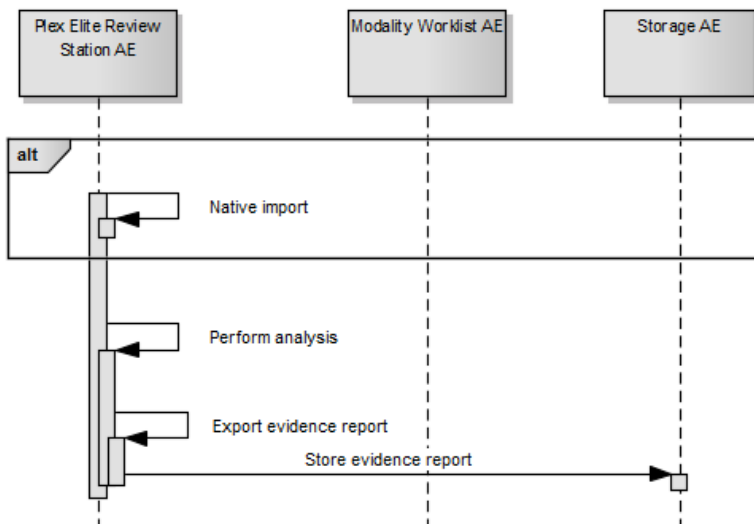 Plex Elite Review
Station AE
Modality Worklist AE
Storage AE
alt
Native import
Perform analysis
Export evidence report
Store evidence report